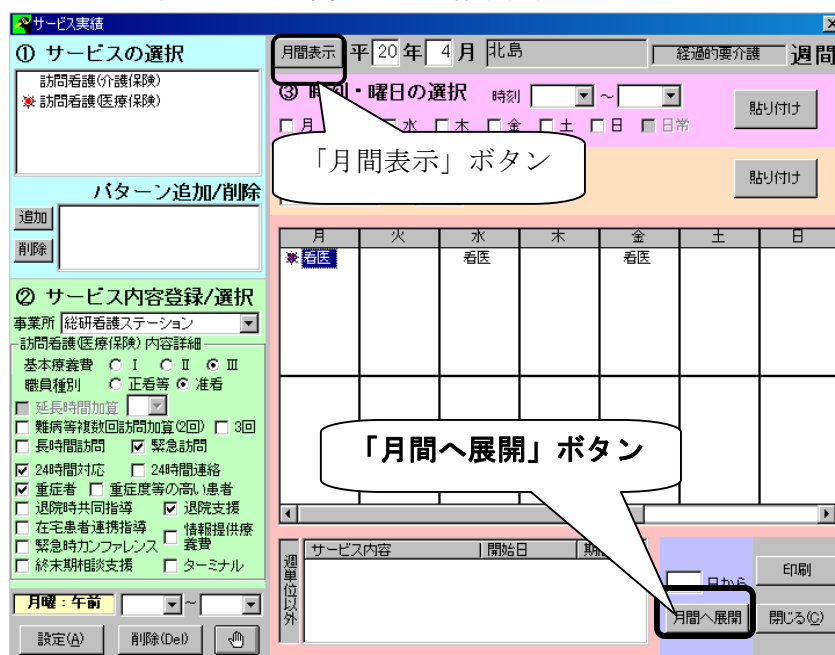 サービス実績
① サービスの選択
訪問看護(介護保険)
訪問看護(医療保険)
パターン追加/削除
追加
削除
② サービス内容登録/選択
事業所 総研看護ステーション
訪問看護(医療保険) 内容詳細
基本療養費 Ⅰ Ⅱ Ⅲ
職員種別 正看等 准看
延長時間加算
難病等複数回訪問加算(2回) 3回
長時間訪問 緊急訪問
24時間対応 24時間連絡
重症者 重症度等の高い患者
退院時共同指導 退院支援
在宅患者連携指導 情報提供療養費
緊急時カンファレンス
終末期相談支援 ターミナル
月曜:午前 ~
設定(A) 削除(Del)
月間表示 平 20 年 4 月 北島 経過的要介護 週間
③ 時刻・曜日の選択 時刻 ~
月 水 木 金 土 日 日常
貼り付け
「月間表示」ボタン
貼り付け
月 火 水 木 金 土 日
看医 看医 看医
「月間へ展開」ボタン
週単位以外
サービス内容 開始日
日から
印刷
月間へ展開 閉じる(C)